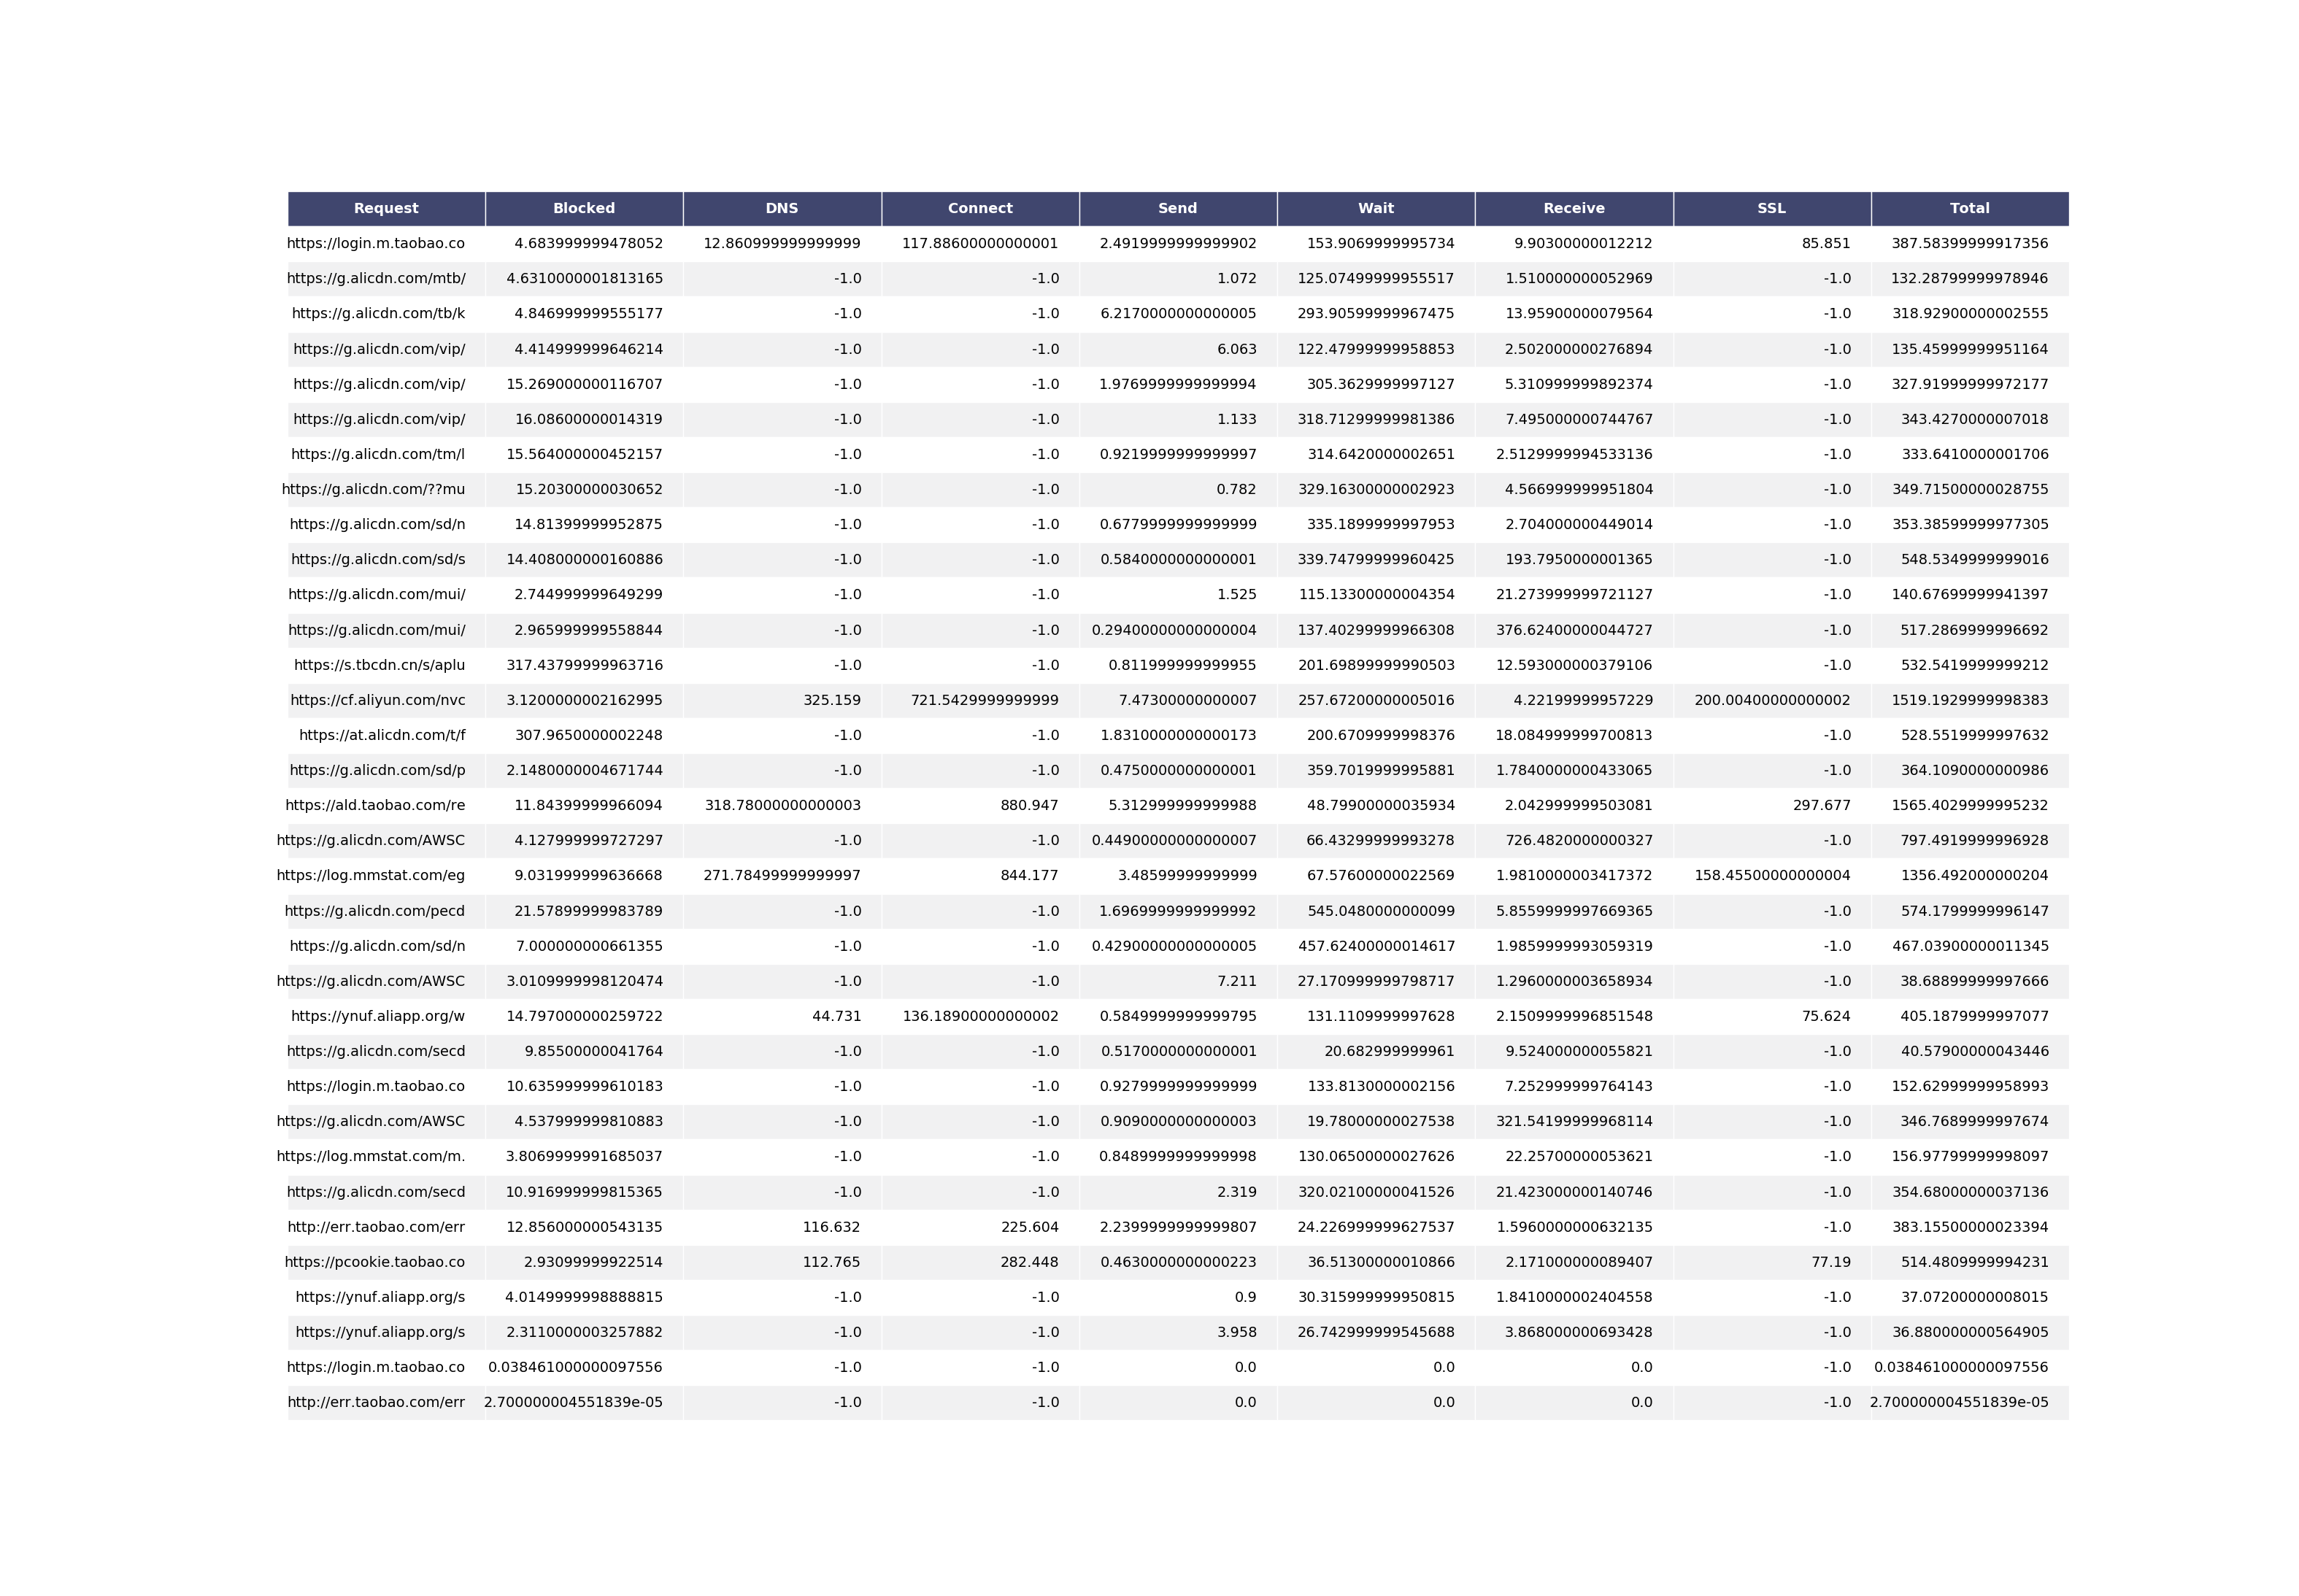 Request Blocked DNS Connect Send Wait Receive SSL Total
https://login.m.taobao.co 4.683999999478052 12.860999999999999 117.88600000000001 2.4919999999999902 153.9069999995734 9.90300000012212 85.851 387.58399999917356
https://g.alicdn.com/mtb/ 4.6310000001813165 -1.0 -1.0 1.072 125.07499999955517 1.510000000052969 -1.0 132.28799999978946
https://g.alicdn.com/tb/k 4.846999999555177 -1.0 -1.0 6.2170000000000005 293.90599999967475 13.95900000079564 -1.0 318.92900000002555
https://g.alicdn.com/vip/ 4.414999999646214 -1.0 -1.0 6.063 122.47999999958853 2.502000000276894 -1.0 135.45999999951164
https://g.alicdn.com/vip/ 15.269000000116707 -1.0 -1.0 1.9769999999999994 305.3629999997127 5.310999999892374 -1.0 327.91999999972177
https://g.alicdn.com/vip/ 16.08600000014319 -1.0 -1.0 1.133 318.71299999981386 7.495000000744767 -1.0 343.4270000007018
https://g.alicdn.com/tm/l 15.564000000452157 -1.0 -1.0 0.9219999999999997 314.6420000002651 2.5129999994533136 -1.0 333.6410000001706
https://g.alicdn.com/??mu 15.20300000030652 -1.0 -1.0 0.782 329.16300000002923 4.566999999951804 -1.0 349.71500000028755
https://g.alicdn.com/sd/n 14.81399999952875 -1.0 -1.0 0.6779999999999999 335.1899999997953 2.704000000449014 -1.0 353.38599999977305
https://g.alicdn.com/sd/s 14.408000000160886 -1.0 -1.0 0.5840000000000001 339.74799999960425 193.7950000001365 -1.0 548.5349999999016
https://g.alicdn.com/mui/ 2.744999999649299 -1.0 -1.0 1.525 115.13300000004354 21.273999999721127 -1.0 140.67699999941397
https://g.alicdn.com/mui/ 2.965999999558844 -1.0 -1.0 0.29400000000000004 137.40299999966308 376.62400000044727 -1.0 517.2869999996692
https://s.tbcdn.cn/s/aplu 317.43799999963716 -1.0 -1.0 0.811999999999955 201.69899999990503 12.593000000379106 -1.0 532.5419999999212
https://cf.aliyun.com/nvc 3.1200000002162995 325.159 721.5429999999999 7.47300000000007 257.67200000005016 4.22199999957229 200.00400000000002 1519.1929999998383
https://at.alicdn.com/t/f 307.9650000002248 -1.0 -1.0 1.8310000000000173 200.6709999998376 18.084999999700813 -1.0 528.5519999997632
https://g.alicdn.com/sd/p 2.1480000004671744 -1.0 -1.0 0.4750000000000001 359.7019999995881 1.7840000000433065 -1.0 364.1090000000986
https://ald.taobao.com/re 11.84399999966094 318.78000000000003 880.947 5.312999999999988 48.79900000035934 2.042999999503081 297.677 1565.4029999995232
https://g.alicdn.com/AWSC 4.127999999727297 -1.0 -1.0 0.44900000000000007 66.43299999993278 726.4820000000327 -1.0 797.4919999996928
https://log.mmstat.com/eg 9.031999999636668 271.78499999999997 844.177 3.48599999999999 67.57600000022569 1.9810000003417372 158.45500000000004 1356.492000000204
https://g.alicdn.com/pecd 21.57899999983789 -1.0 -1.0 1.6969999999999992 545.0480000000099 5.8559999997669365 -1.0 574.1799999996147
https://g.alicdn.com/sd/n 7.000000000661355 -1.0 -1.0 0.42900000000000005 457.62400000014617 1.9859999993059319 -1.0 467.03900000011345
https://g.alicdn.com/AWSC 3.0109999998120474 -1.0 -1.0 7.211 27.170999999798717 1.2960000003658934 -1.0 38.68899999997666
https://ynuf.aliapp.org/w 14.797000000259722 44.731 136.18900000000002 0.5849999999999795 131.1109999997628 2.1509999996851548 75.624 405.1879999997077
https://g.alicdn.com/secd 9.85500000041764 -1.0 -1.0 0.5170000000000001 20.682999999961 9.524000000055821 -1.0 40.57900000043446
https://login.m.taobao.co 10.635999999610183 -1.0 -1.0 0.9279999999999999 133.8130000002156 7.252999999764143 -1.0 152.62999999958993
https://g.alicdn.com/AWSC 4.537999999810883 -1.0 -1.0 0.9090000000000003 19.78000000027538 321.54199999968114 -1.0 346.7689999997674
https://log.mmstat.com/m. 3.8069999991685037 -1.0 -1.0 0.8489999999999998 130.06500000027626 22.25700000053621 -1.0 156.97799999998097
https://g.alicdn.com/secd 10.916999999815365 -1.0 -1.0 2.319 320.02100000041526 21.423000000140746 -1.0 354.68000000037136
http://err.taobao.com/err 12.856000000543135 116.632 225.604 2.2399999999999807 24.226999999627537 1.5960000000632135 -1.0 383.15500000023394
https://pcookie.taobao.co 2.93099999922514 112.765 282.448 0.4630000000000223 36.51300000010866 2.171000000089407 77.19 514.4809999994231
https://ynuf.aliapp.org/s 4.0149999998888815 -1.0 -1.0 0.9 30.315999999950815 1.8410000002404558 -1.0 37.07200000008015
https://ynuf.aliapp.org/s 2.3110000003257882 -1.0 -1.0 3.958 26.742999999545688 3.868000000693428 -1.0 36.880000000564905
https://login.m.taobao.co 0.038461000000097556 -1.0 -1.0 0.0 0.0 0.0 -1.0 0.038461000000097556
http://err.taobao.com/err 2.700000004551839e-05 -1.0 -1.0 0.0 0.0 0.0 -1.0 2.700000004551839e-05